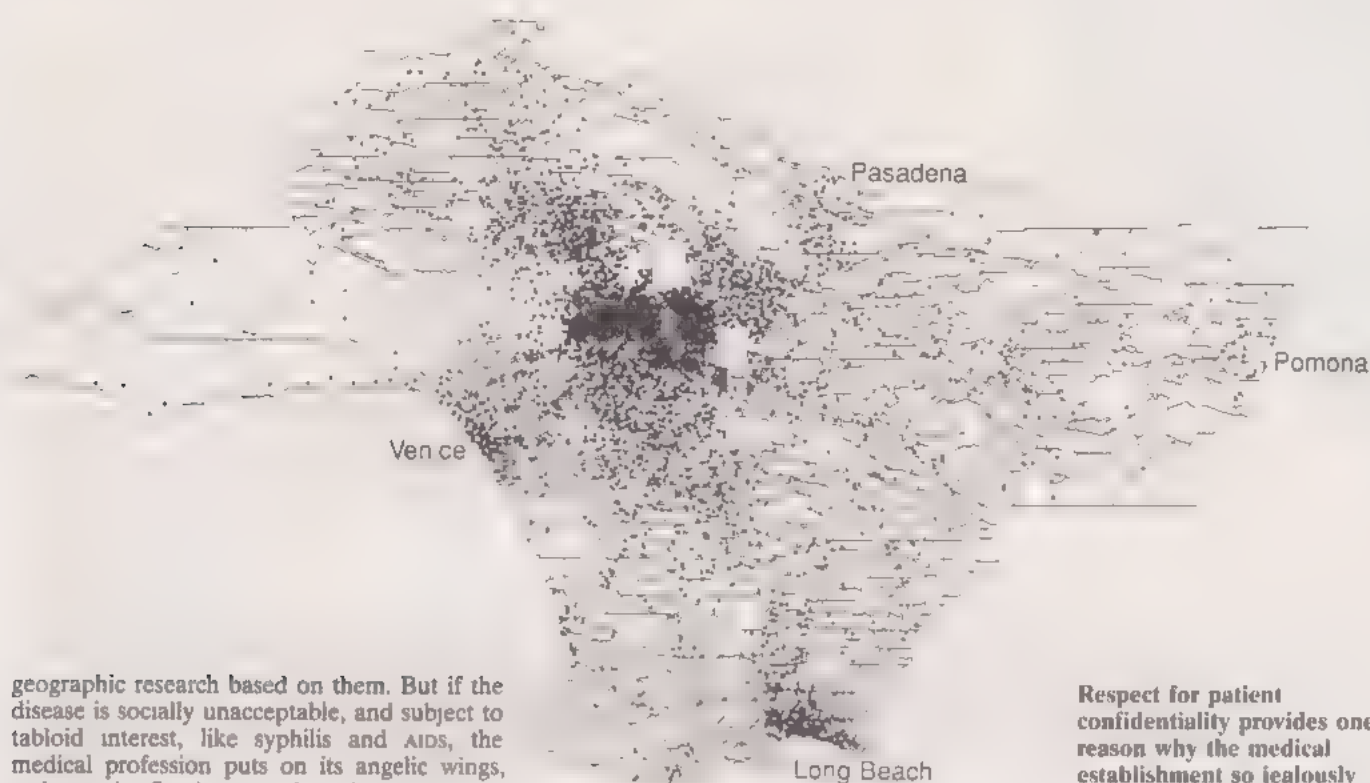 Pasadena
Pomona
Venice
Long Beach
geographic research based on them. But if the
disease is socially unacceptable, and subject to
tabloid interest, like syphilis and AIDS, the
medical profession puts on its angelic wings,
Respect for patient
confidentiality provides one
reason why the medical
establishment so jealously